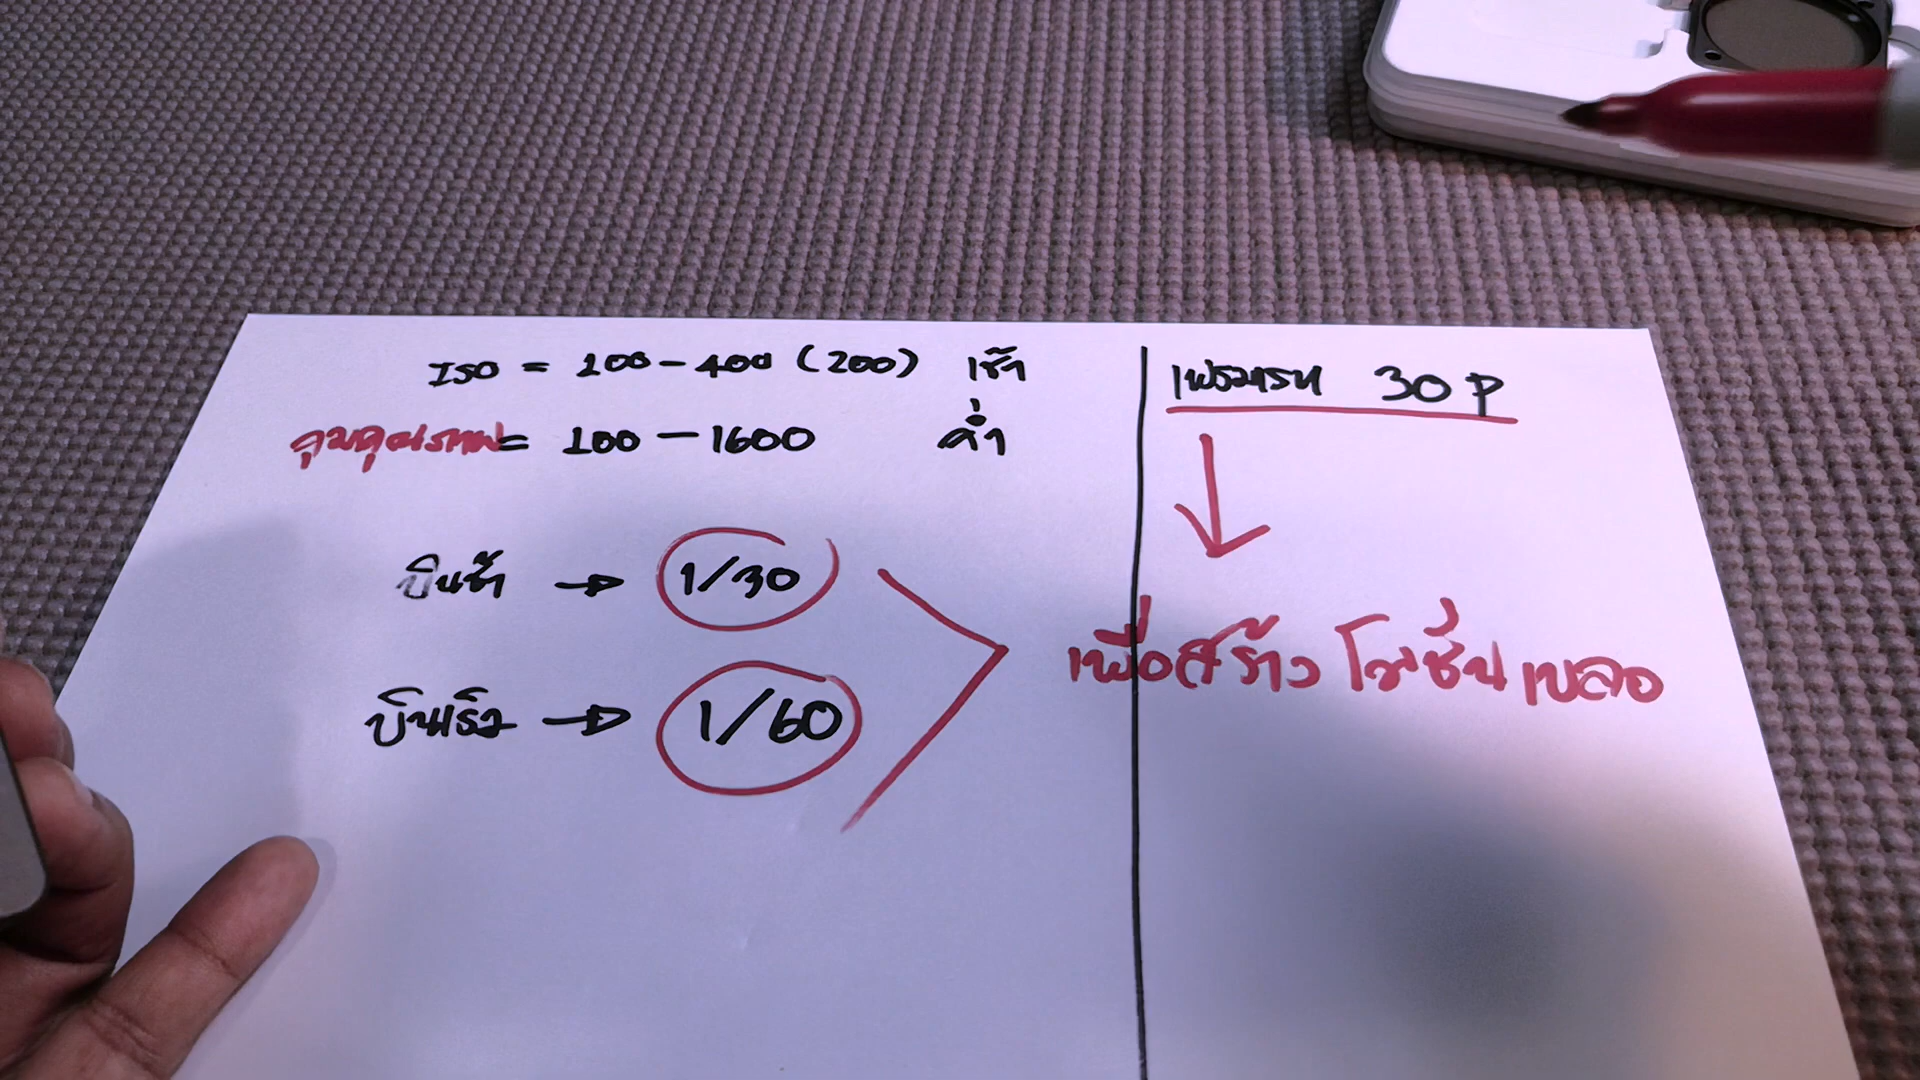 ISO = 100 - 400 (200) เช้า
คุมคุณภาพ = 100 - 1600 ค่ำ
บินช้า → 1/30
บินเร็ว → 1/60
เฟรมเรท 30 P
เพื่อสร้าง โมชั่น เบลอ